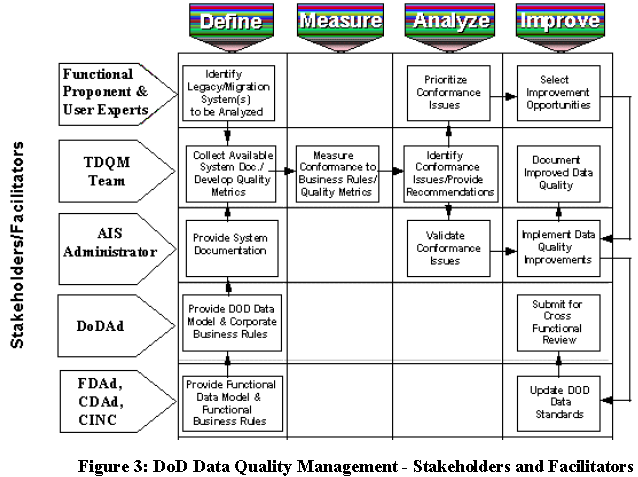 Define Measure Analyze Improve
Stakeholders/Facilitators
Functional
Proponent &
User Experts
Identify
Legacy/Migration
System(s)
to be Analyzed
Prioritize
Conformance
Issues
Select
Improvement
Opportunities
TDQM
Team
Collect Available
System Doc./
Develop Quality
Metrics
Measure
Conformance to
Business Rules/
Quality Metrics
Identify
Conformance
Issues/Provide
Recommendations
Document
Improved Data
Quality
AIS
Administrator
Provide System
Documentation
Validate
Conformance
Issues
Implement Data
Quality
Improvements
DoDAd
Provide DOD Data
Model & Corporate
Business Rules
Submit for
Cross
Functional
Review
FDAd,
CDAd,
CINC
Provide Functional
Data Model &
Functional
Business Rules
Update DOD
Data
Standards
Figure 3: DoD Data Quality Management - Stakeholders and Facilitators